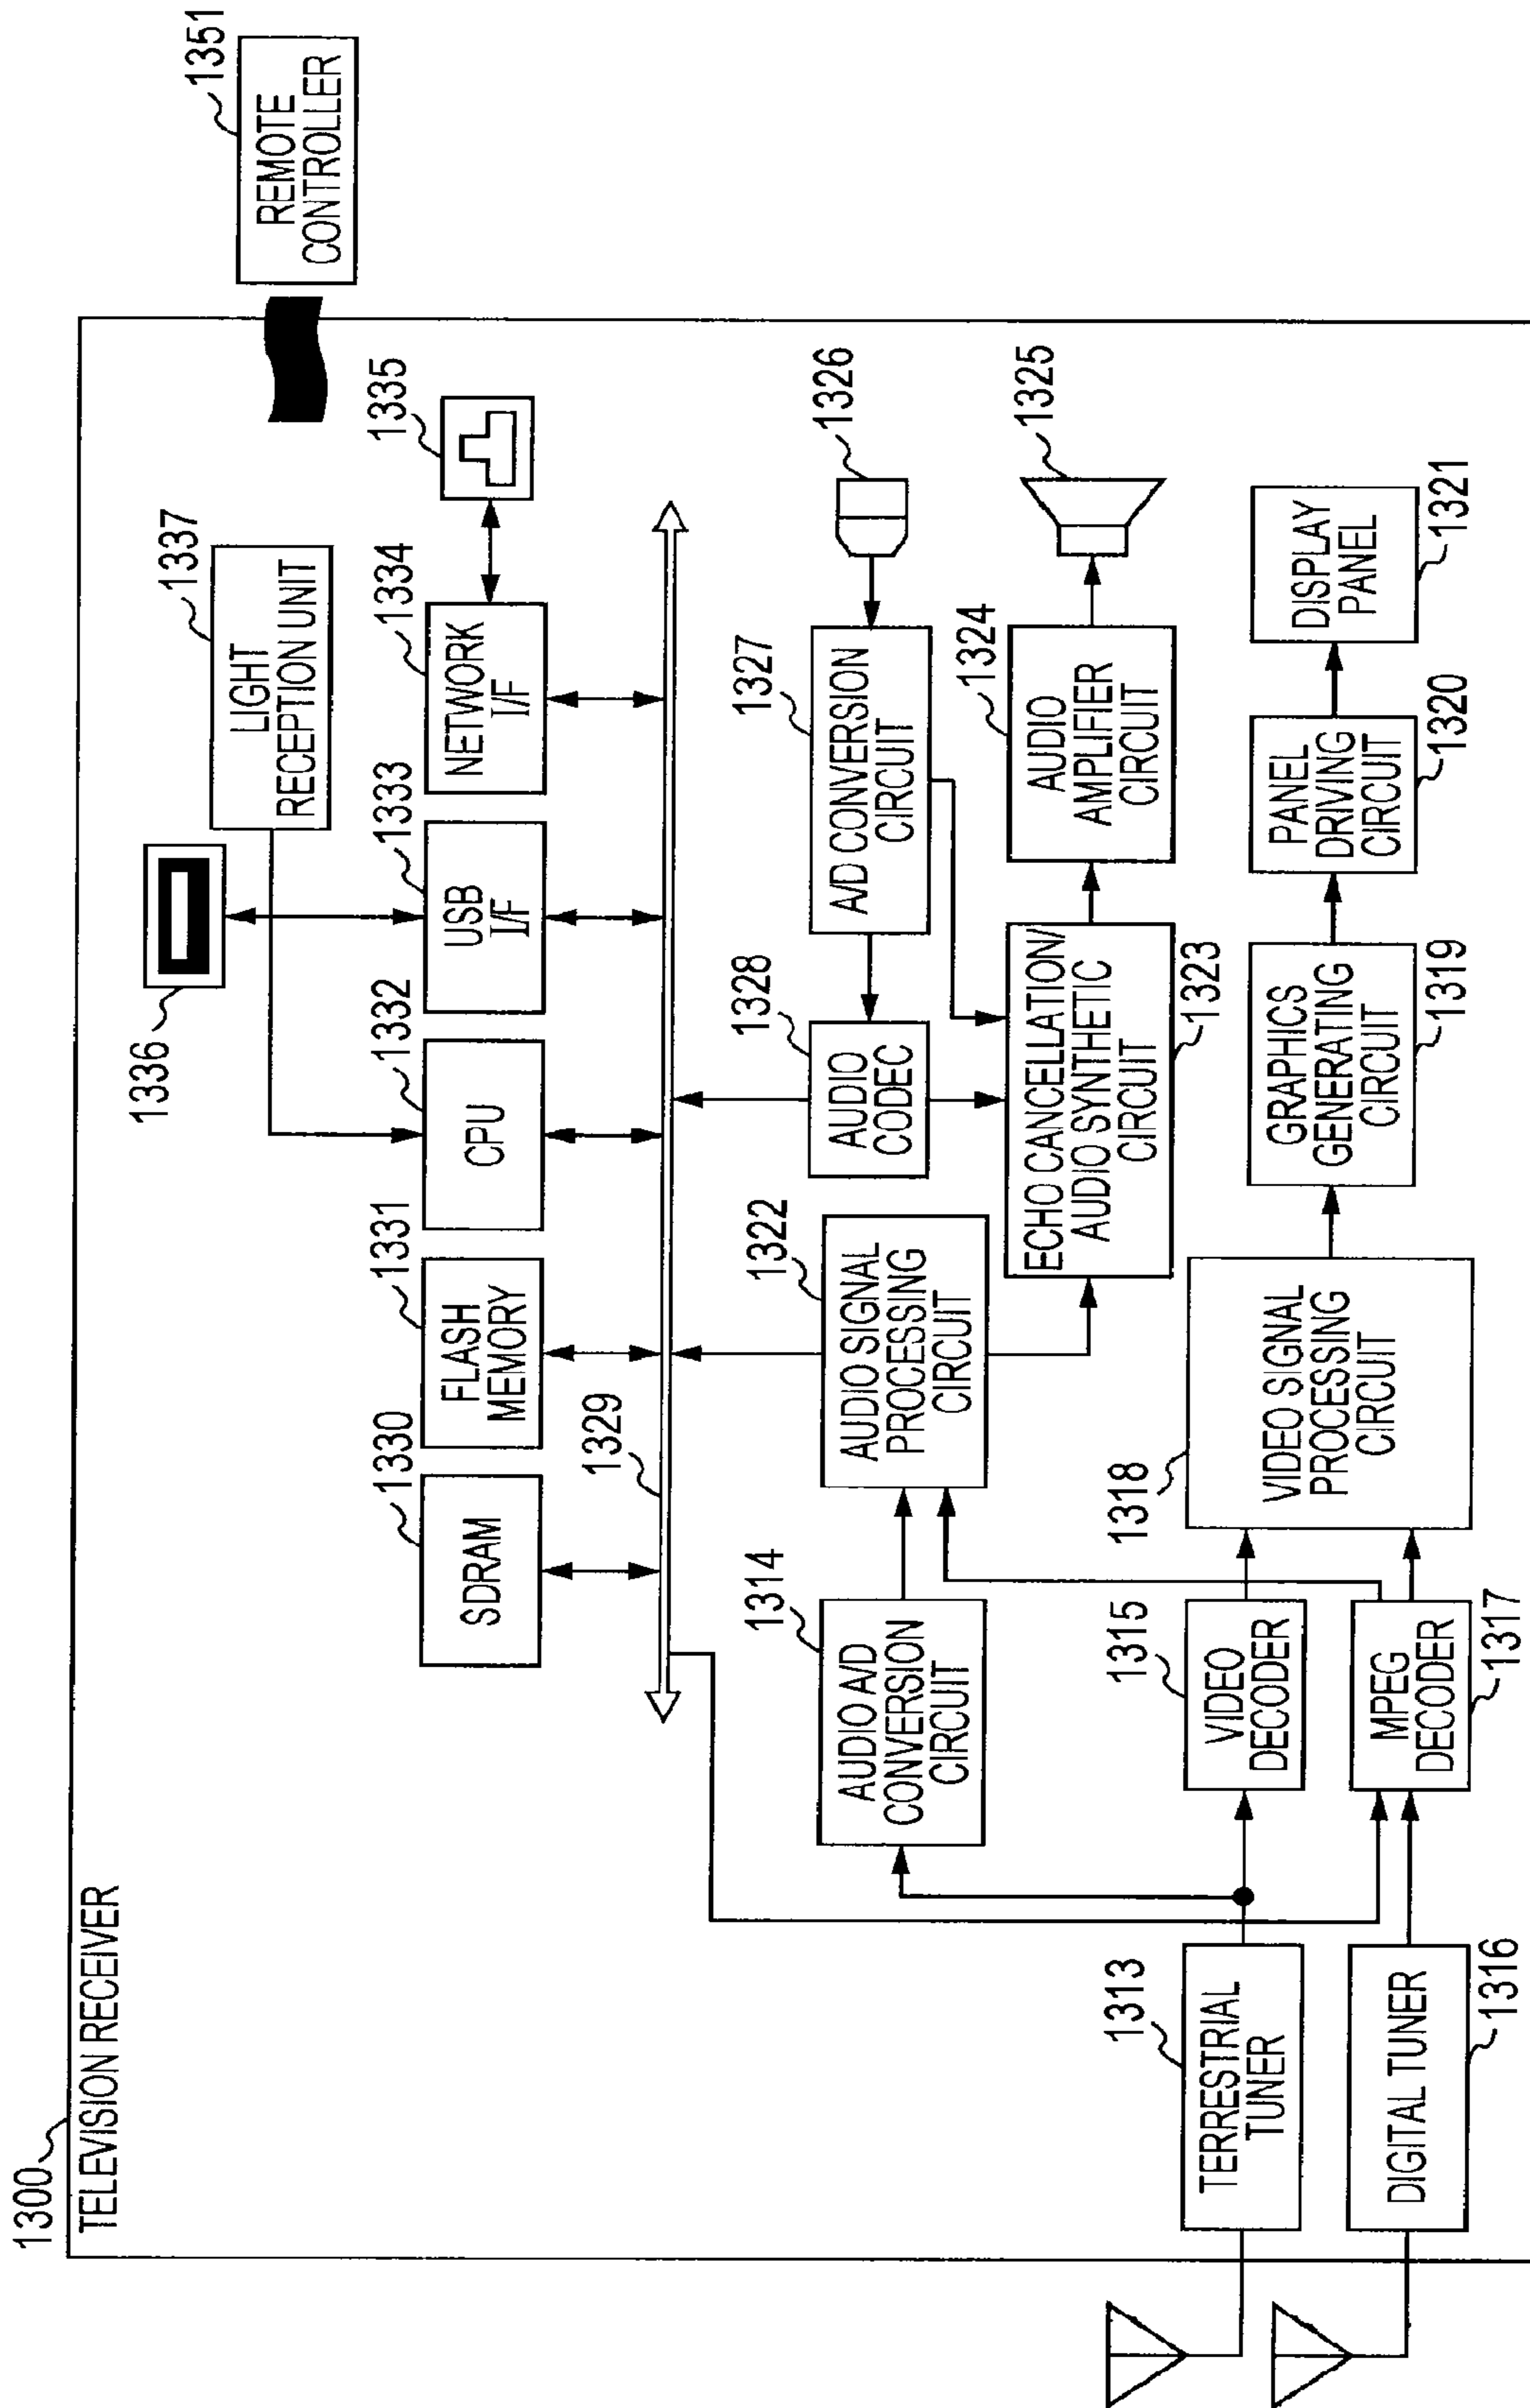 1300
TELEVISION RECEIVER
REMOTE
CONTROLLER
1351
1336
LIGHT
RECEPTION UNIT
1337
SDRAM
1330
FLASH
MEMORY
1331
CPU
1332
USB
I/F
1333
NETWORK
I/F
1334
1335
1329
AUDIO A/D
CONVERSION
CIRCUIT
1314
AUDIO SIGNAL
PROCESSING
CIRCUIT
1322
AUDIO
CODEC
1328
A/D CONVERSION
CIRCUIT
1327
1326
ECHO CANCELLATION/
AUDIO SYNTHETIC
CIRCUIT
1323
AUDIO
AMPLIFIER
CIRCUIT
1324
1325
TERRESTRIAL
TUNER
1313
VIDEO
DECODER
1315
VIDEO SIGNAL
PROCESSING
CIRCUIT
1318
GRAPHICS
GENERATING
CIRCUIT
1319
PANEL
DRIVING
CIRCUIT
1320
DISPLAY
PANEL
1321
DIGITAL TUNER
1316
MPEG
DECODER
1317